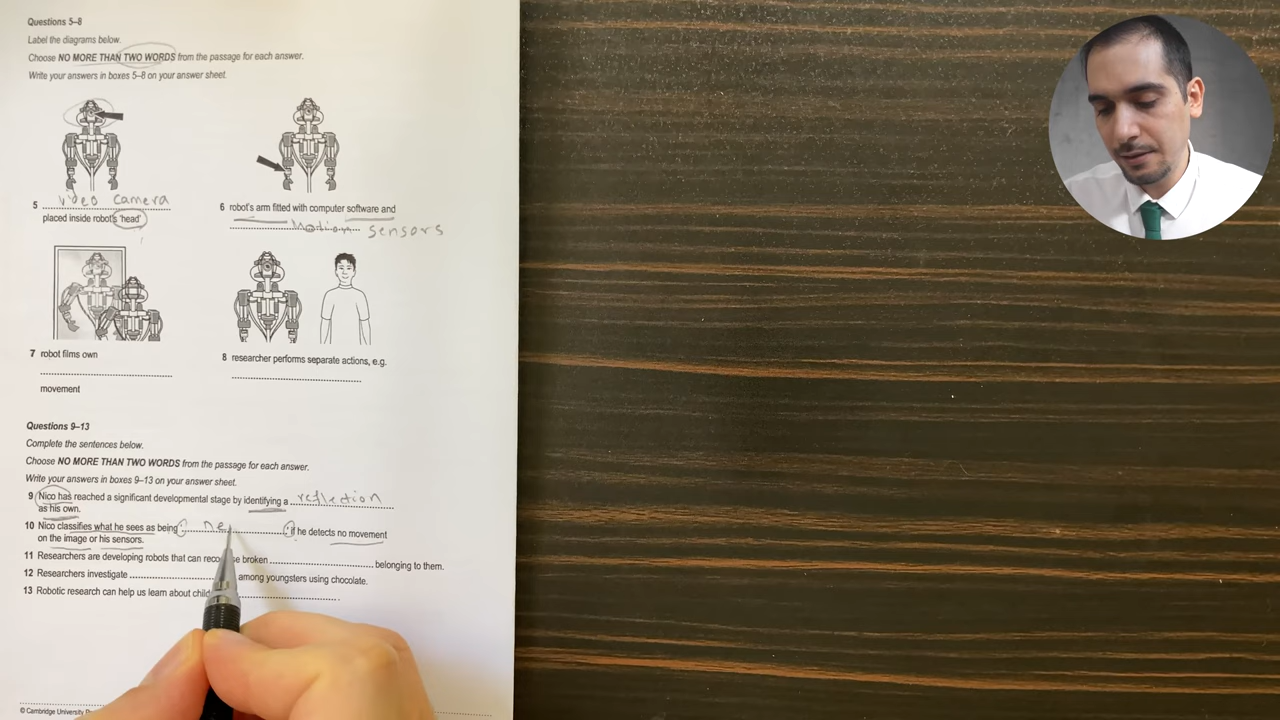 Questions 5–8
Label the diagrams below.
Choose NO MORE THAN TWO WORDS from the passage for each answer.
Write your answers in boxes 5–8 on your answer sheet.
5 video camera
placed inside robot's 'head'
6 robot's arm fitted with computer software and
Motion sensors
7 robot films own
movement
8 researcher performs separate actions, e.g.
Questions 9–13
Complete the sentences below.
Choose NO MORE THAN TWO WORDS from the passage for each answer.
Write your answers in boxes 9–13 on your answer sheet.
9 Nico has reached a significant developmental stage by identifying a reflection
as his own.
10 Nico classifies what he sees as being ' ne ' if he detects no movement
on the image or his sensors.
11 Researchers are developing robots that can broken belonging to them.
12 Researchers investigate among youngsters using chocolate.
13 Robotic research can help us learn about
© Cambridge University